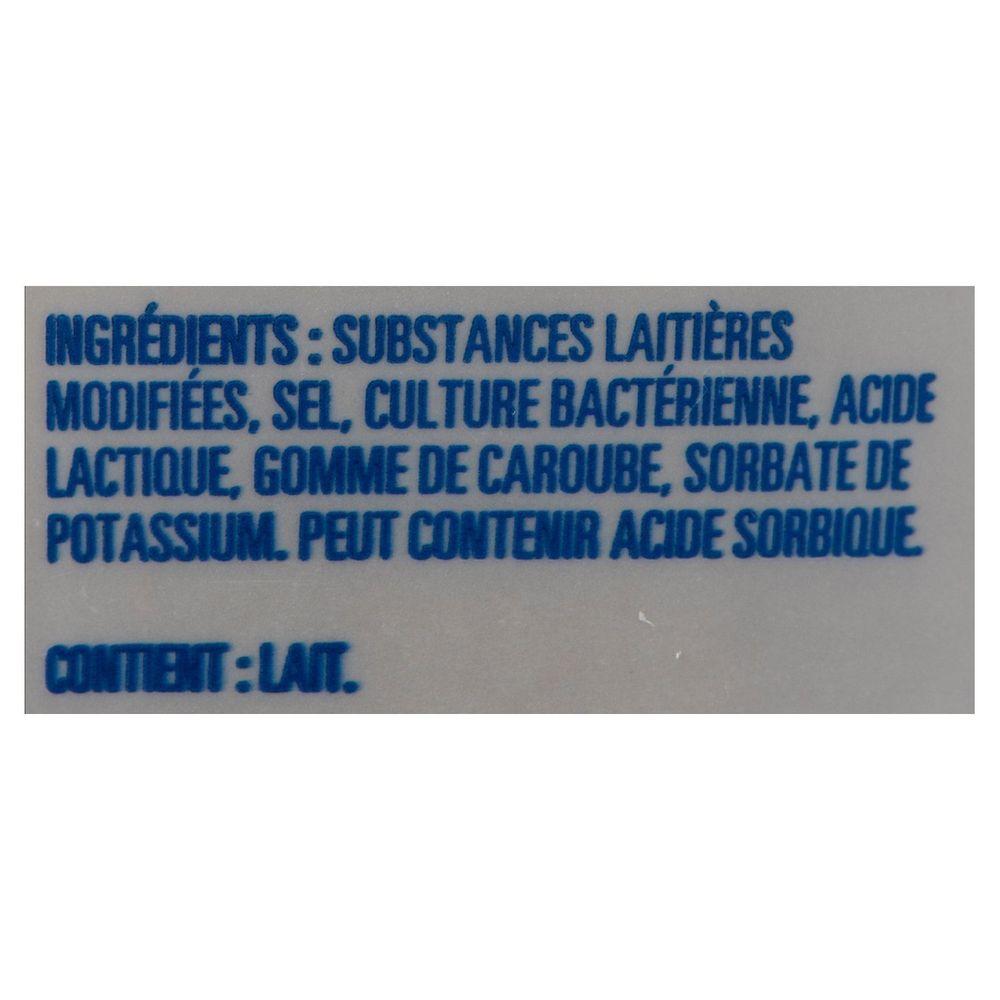 INGRÉDIENTS : SUBSTANCES LAITIÈRES
MODIFIÉES, SEL, CULTURE BACTÉRIENNE, ACIDE
LACTIQUE, GOMME DE CAROUBE, SORBATE DE
POTASSIUM. PEUT CONTENIR ACIDE SORBIQUE.
CONTIENT : LAIT.